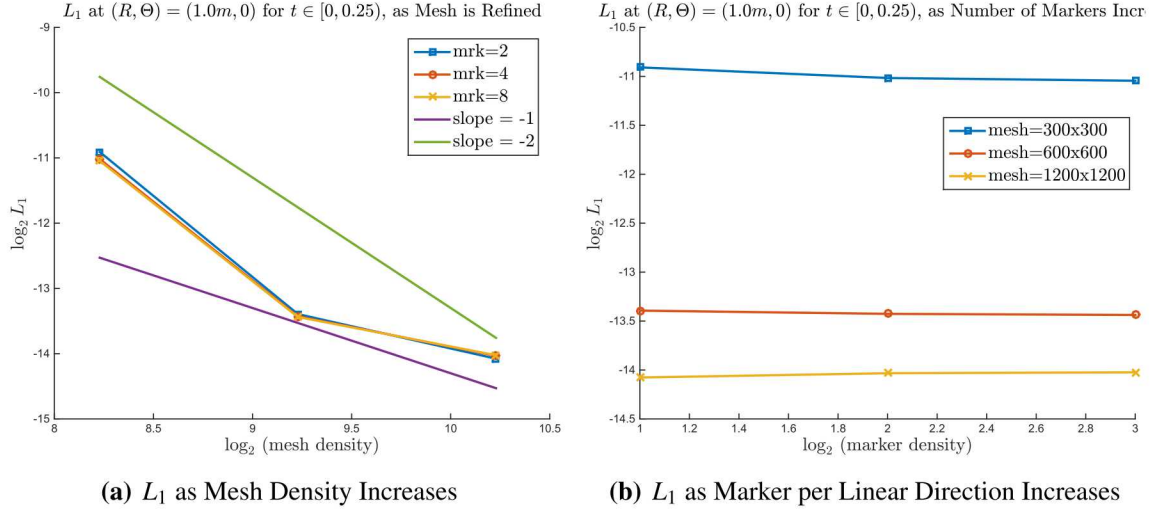 L₁ at (R, Θ) = (1.0m, 0) for t ∈ [0, 0.25), as Mesh is Refined
-9
-10
-11
-12
-13
-14
-15
log₂ L₁
8
8.5
9
9.5
10
10.5
log₂ (mesh density)
mrk=2
mrk=4
mrk=8
slope = -1
slope = -2
(a) L₁ as Mesh Density Increases
L₁ at (R, Θ) = (1.0m, 0) for t ∈ [0, 0.25), as Number of Markers Incr
-10.5
-11
-11.5
-12
-12.5
-13
-13.5
-14
-14.5
log₂ L₁
1
1.2
1.4
1.6
1.8
2
2.2
2.4
2.6
2.8
3
log₂ (marker density)
mesh=300x300
mesh=600x600
mesh=1200x1200
(b) L₁ as Marker per Linear Direction Increases